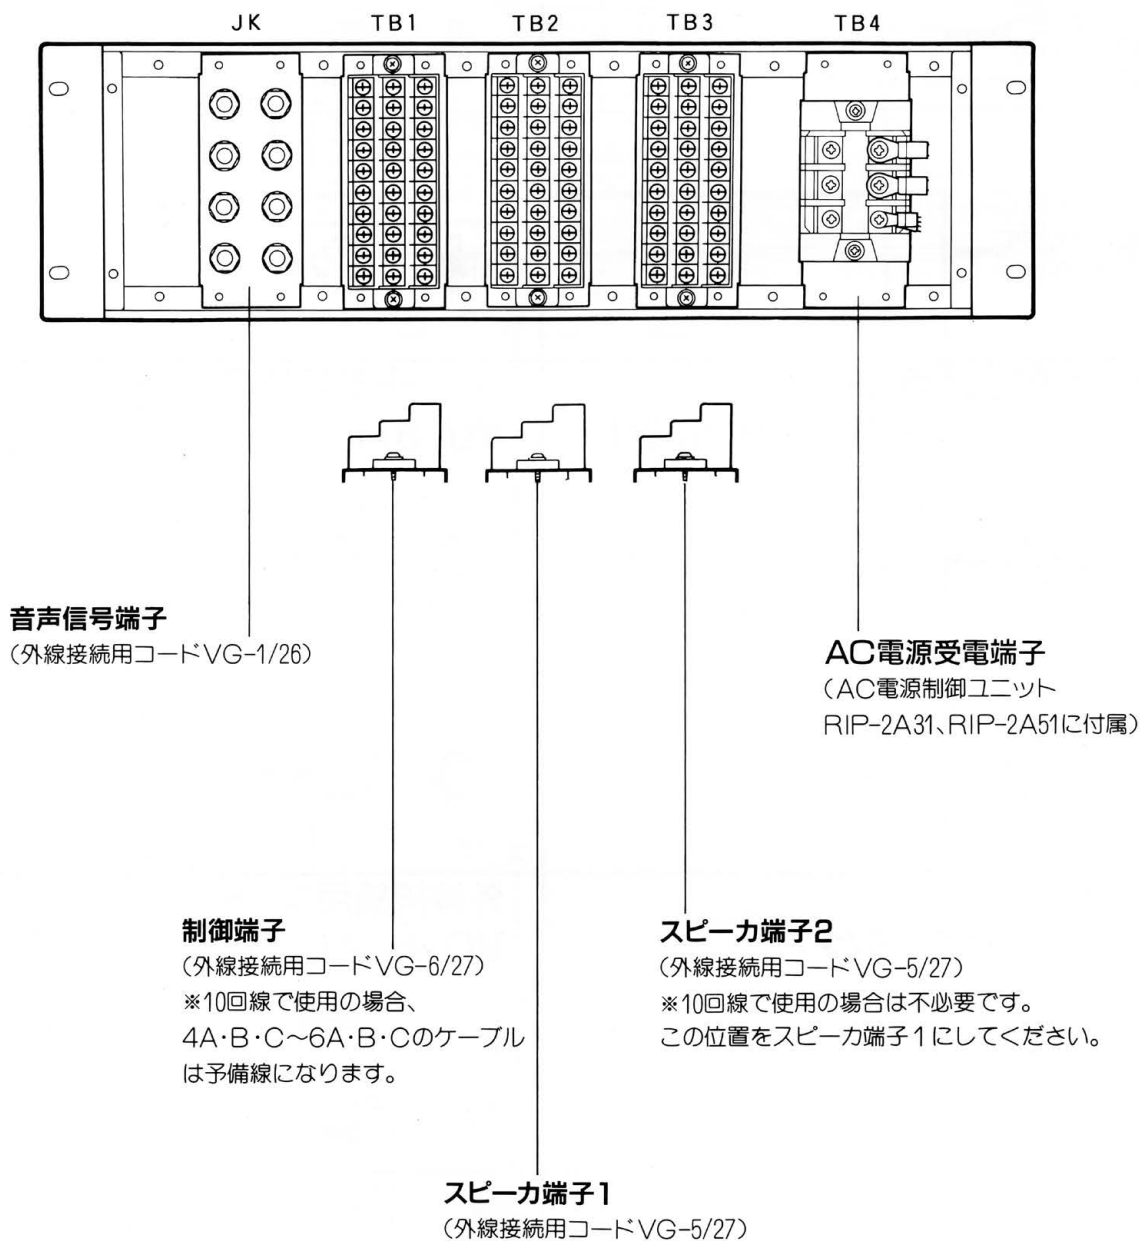 JK TB1 TB2 TB3 TB4
音声信号端子
（外線接続用コードVG-1/26）
AC電源受電端子
（AC電源制御ユニット
RIP-2A31、RIP-2A51に付属）
制御端子
（外線接続用コードVG-6/27）
※10回線で使用の場合、
4A・B・C～6A・B・Cのケーブル
は予備線になります。
スピーカ端子2
（外線接続用コードVG-5/27）
※10回線で使用の場合は不必要です。
この位置をスピーカ端子1にしてください。
スピーカ端子1
（外線接続用コードVG-5/27）